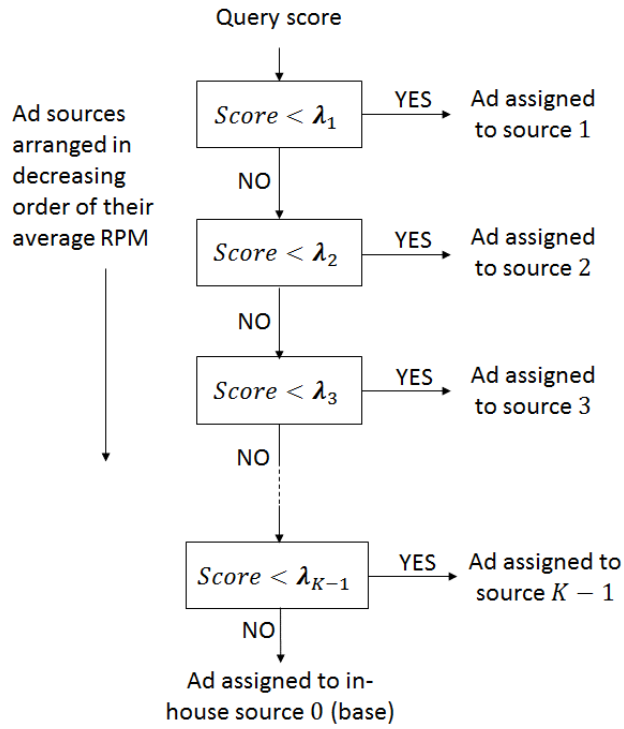 Query score
Ad sources
arranged in
decreasing
order of their
average RPM
Score < λ₁
YES
Ad assigned
to source 1
NO
Score < λ₂
YES
Ad assigned
to source 2
NO
Score < λ₃
YES
Ad assigned
to source 3
NO
Score < λ_{K−1}
YES
Ad assigned to
source K − 1
NO
Ad assigned to in-
house source 0 (base)